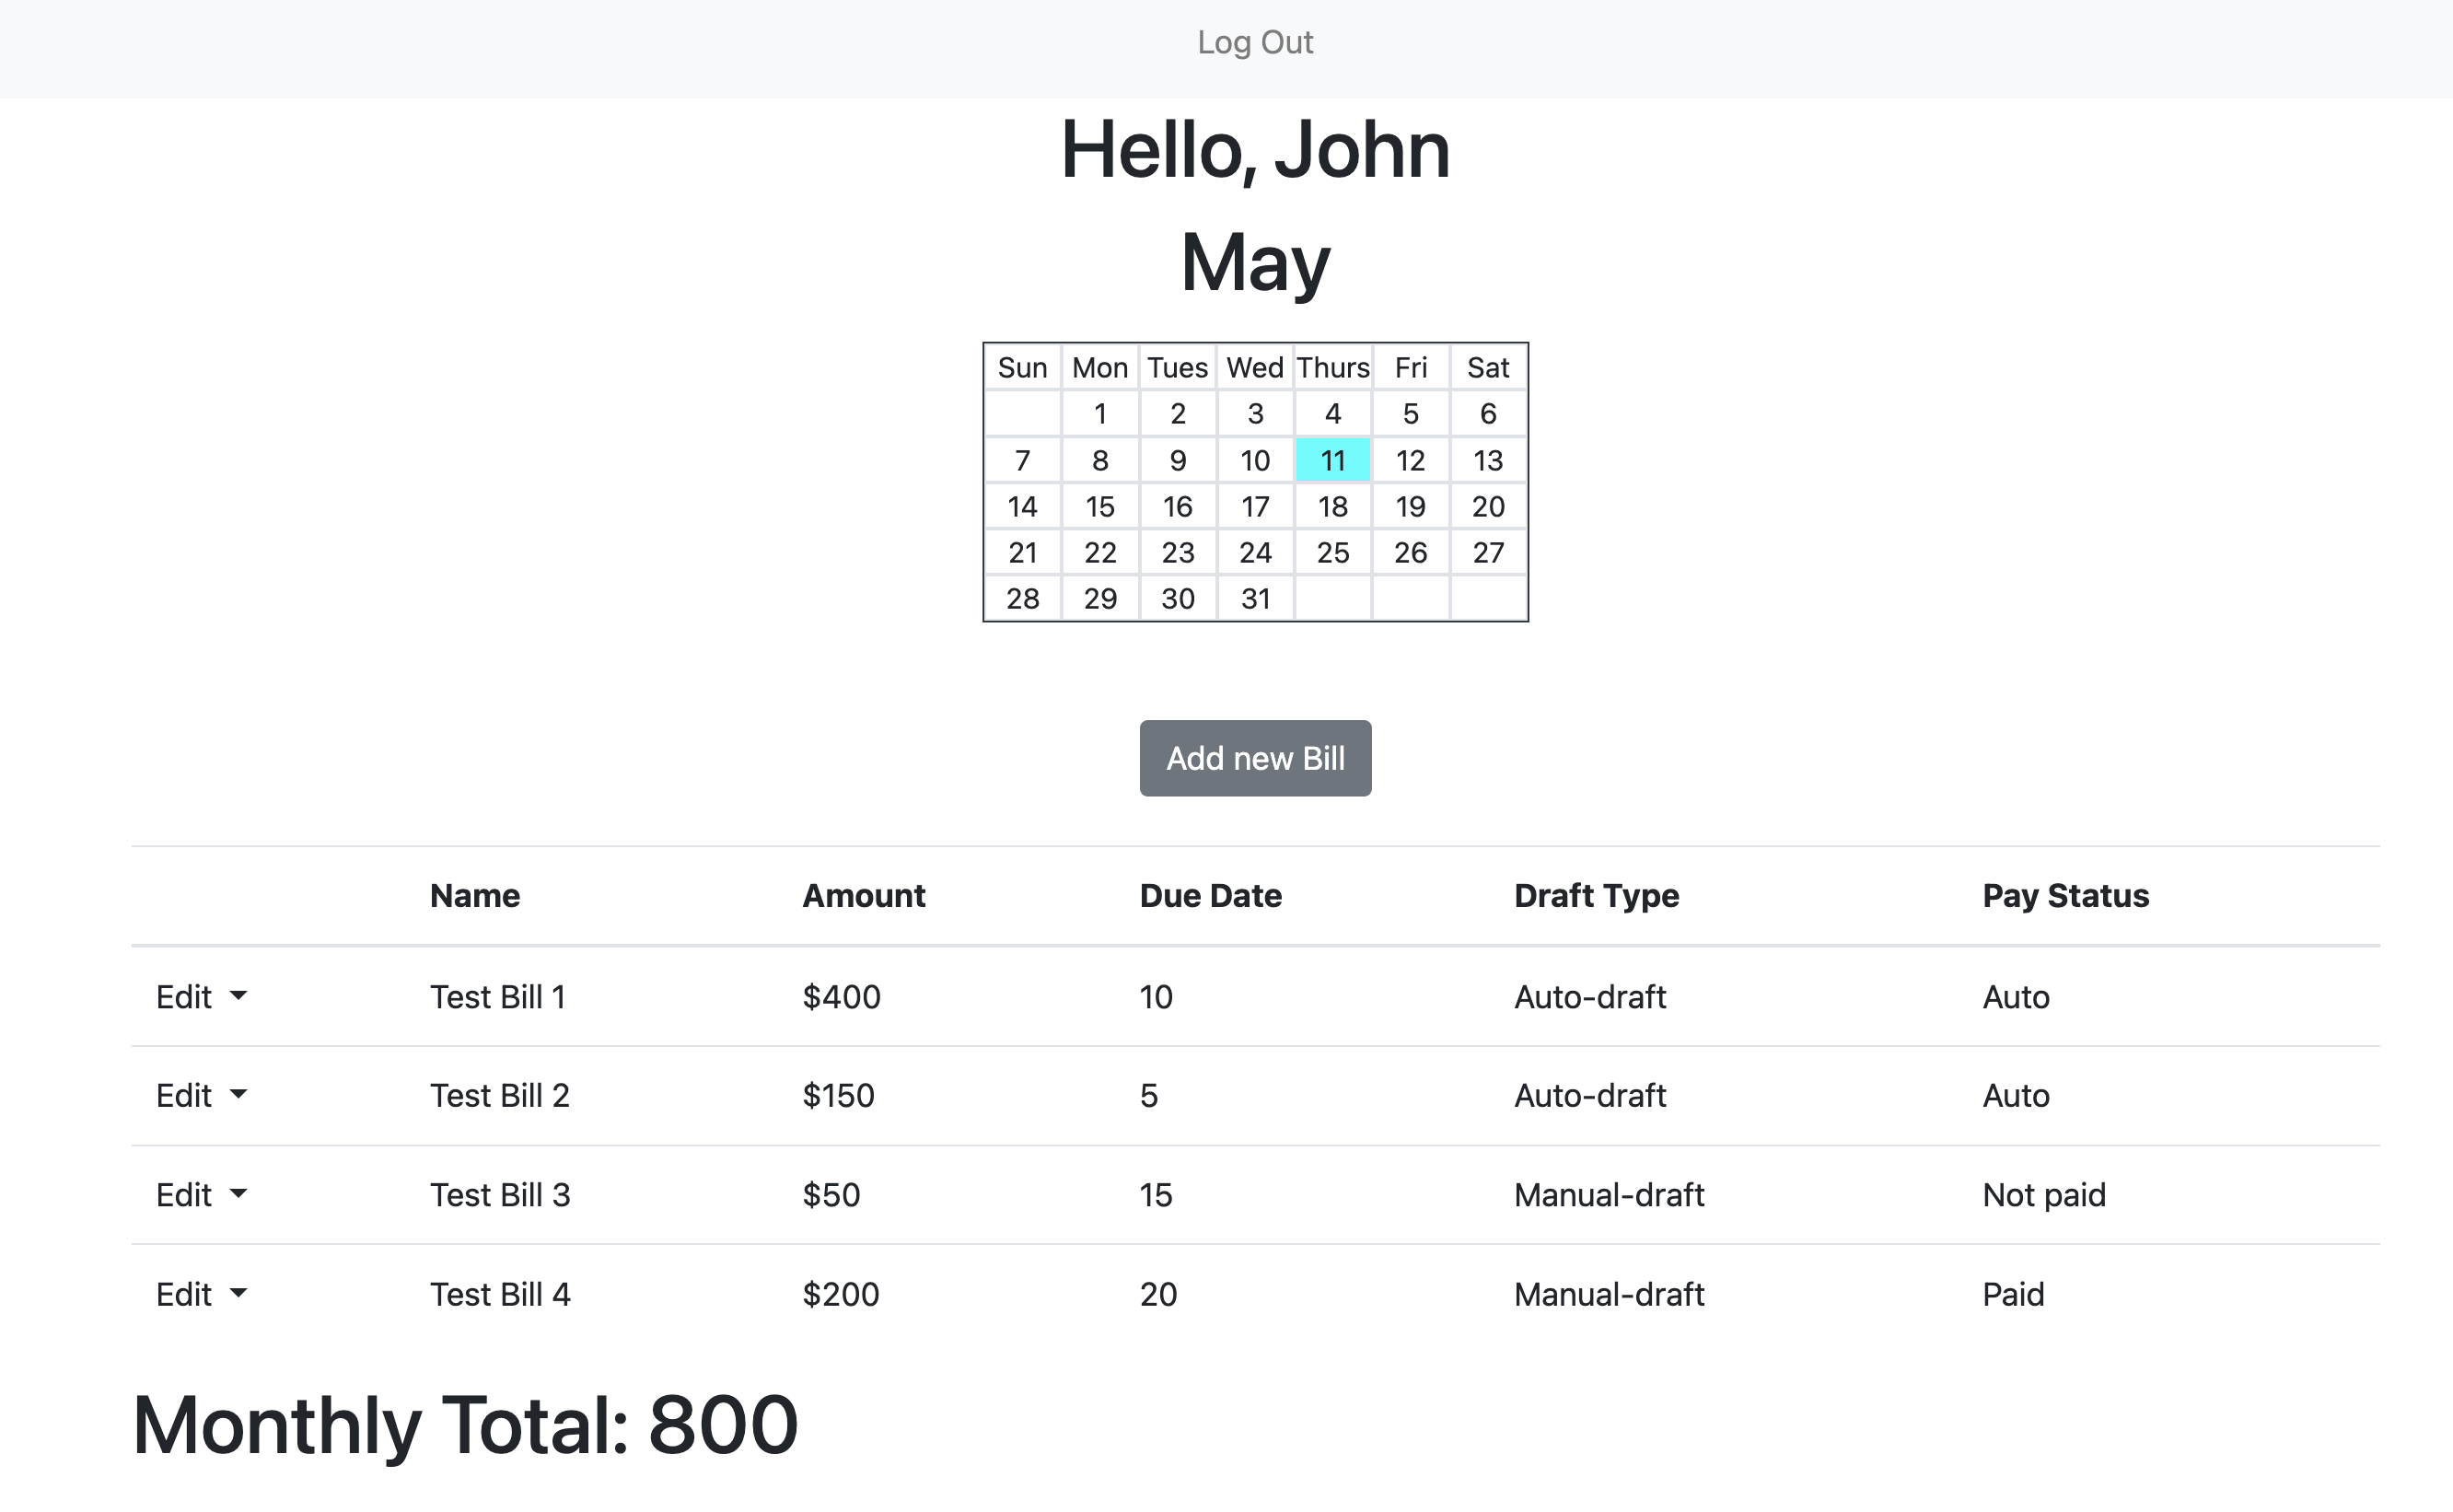 Log Out
Hello, John
May
Sun Mon Tues Wed Thurs Fri Sat
1 2 3 4 5 6
7 8 9 10 11 12 13
14 15 16 17 18 19 20
21 22 23 24 25 26 27
28 29 30 31
Add new Bill
Name Amount Due Date Draft Type Pay Status
Edit Test Bill 1 $400 10 Auto-draft Auto
Edit Test Bill 2 $150 5 Auto-draft Auto
Edit Test Bill 3 $50 15 Manual-draft Not paid
Edit Test Bill 4 $200 20 Manual-draft Paid
Monthly Total: 800